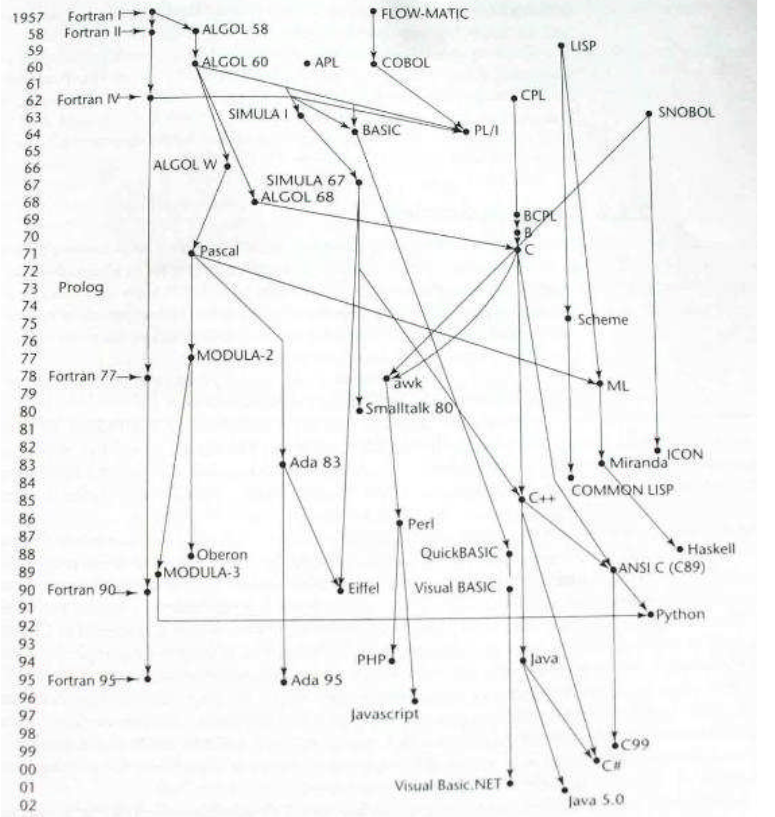 1957 Fortran I FLOW-MATIC
58 Fortran II ALGOL 58
59 LISP
60 ALGOL 60 APL COBOL
61
62 Fortran IV CPL
63 SIMULA I SNOBOL
64 BASIC PL/I
65
66 ALGOL W
67 SIMULA 67
68 ALGOL 68
69 BCPL
70 B
71 Pascal C
72
73 Prolog
74
75 Scheme
76
77 MODULA-2
78 Fortran 77 awk ML
79
80 Smalltalk 80
81
82 ICON
83 Ada 83 Miranda
84 COMMON LISP
85 C++
86 Perl
87
88 Oberon QuickBASIC Haskell
89 MODULA-3 ANSI C (C89)
90 Fortran 90 Eiffel Visual BASIC
91 Python
92
93
94 PHP Java
95 Fortran 95 Ada 95
96
97 Javascript
98
99 C99
00 C#
01 Visual Basic.NET
02 Java 5.0